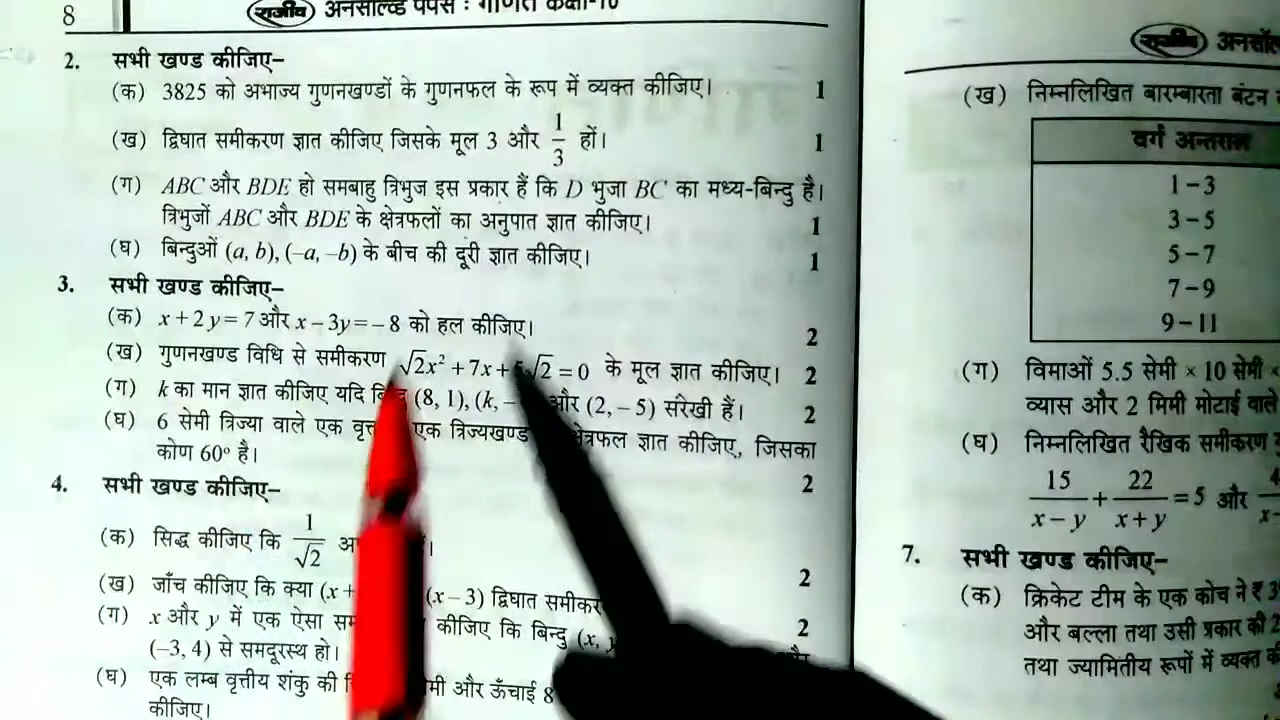 8
राजीव अनसॉल्वड पेपर्स : गणित कक्षा-10
2. सभी खण्ड कीजिए–
(क) 3825 को अभाज्य गुणनखण्डों के गुणनफल के रूप में व्यक्त कीजिए। 1
(ख) द्विघात समीकरण ज्ञात कीजिए जिसके मूल 3 और 1/3 हों। 1
(ग) ABC और BDE हो समबाहु त्रिभुज इस प्रकार हैं कि D भुजा BC का मध्य-बिन्दु है।
त्रिभुजों ABC और BDE के क्षेत्रफलों का अनुपात ज्ञात कीजिए। 1
(घ) बिन्दुओं (a, b), (–a, –b) के बीच की दूरी ज्ञात कीजिए। 1
3. सभी खण्ड कीजिए–
(क) x + 2y = 7 और x – 3y = – 8 को हल कीजिए। 2
(ख) गुणनखण्ड विधि से समीकरण √2x² + 7x + √2 = 0 के मूल ज्ञात कीजिए। 2
(ग) k का मान ज्ञात कीजिए यदि (8, 1), (k, – और (2, – 5) संरेखी हैं। 2
(घ) 6 सेमी त्रिज्या वाले एक एक त्रिज्यखण्ड ज्ञात कीजिए, जिसका
कोण 60° है। 2
4. सभी खण्ड कीजिए–
(क) सिद्ध कीजिए कि 1/√2 2
(ख) जाँच कीजिए कि क्या (x + (x – 3) द्विघात 2
(ग) x और y में एक ऐसा कीजिए कि बिन्दु (x,
(–3, 4) से समदूरस्थ हो।
(घ) एक लम्ब वृत्तीय शंकु की और ऊँचाई 8
कीजिए।
राजीव
(ख) निम्नलिखित बारम्बारता बंटन
वर्ग अन्तराल
1 – 3
3 – 5
5 – 7
7 – 9
9 – 11
(ग) विमाओं 5.5 सेमी × 10 सेमी ×
व्यास और 2 मिमी मोटाई वाले
(घ) निम्नलिखित रैखिक समीकरण
15/(x – y) + 22/(x + y) = 5 और
7. सभी खण्ड कीजिए–
(क) क्रिकेट टीम के एक कोच ने ₹
और बल्ला तथा उसी प्रकार की 2
तथा ज्यामितीय रूपों में व्यक्त